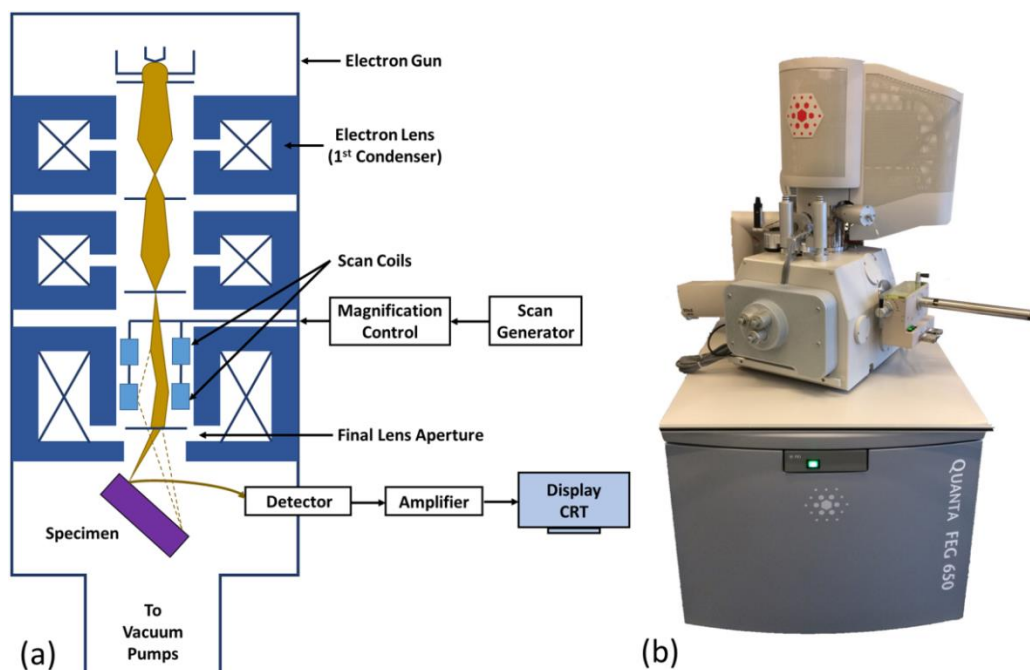 Electron Gun
Electron Lens
(1st Condenser)
Scan Coils
Magnification
Control
Scan
Generator
Final Lens Aperture
Detector
Amplifier
Display
CRT
Specimen
To
Vacuum
Pumps
(a)
QUANTA FEG 650
(b)